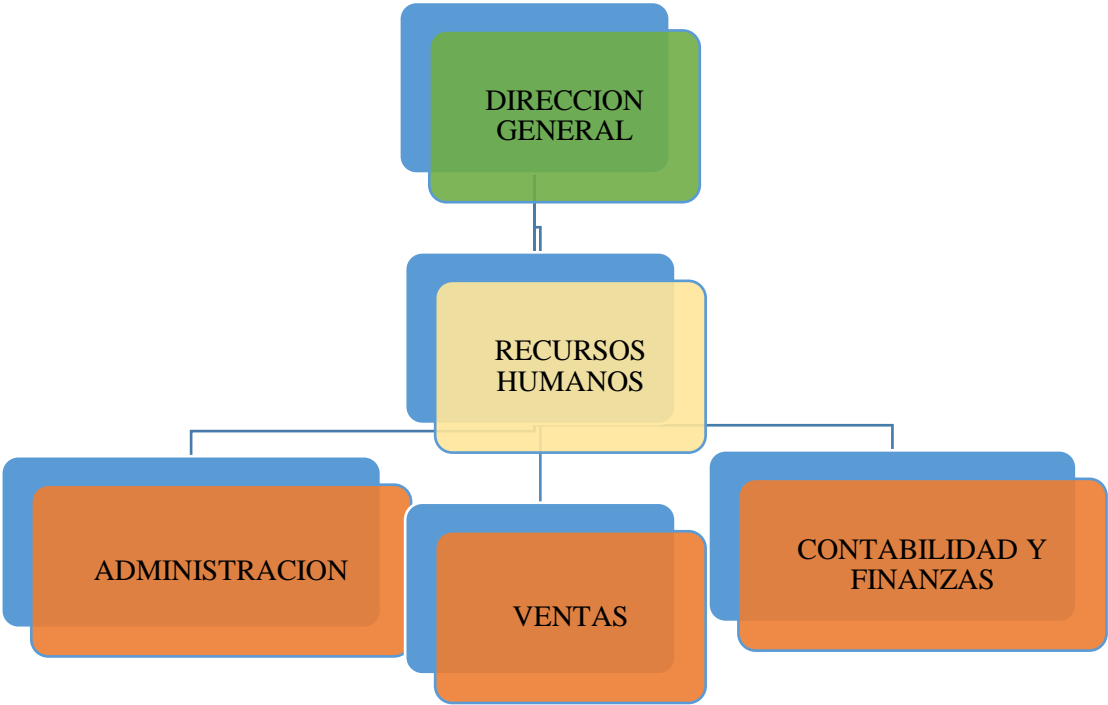 DIRECCION
GENERAL
RECURSOS
HUMANOS
ADMINISTRACION
VENTAS
CONTABILIDAD Y
FINANZAS